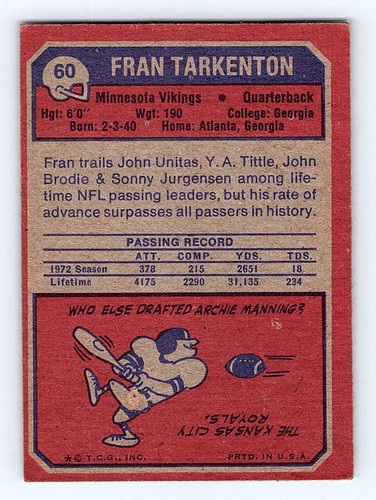 60
FRAN TARKENTON
Minnesota Vikings • Quarterback
Hgt: 6'0" Wgt: 190 College: Georgia
Born: 2-3-40 Home: Atlanta, Georgia
Fran trails John Unitas, Y. A. Tittle, John
Brodie & Sonny Jurgensen among life-
time NFL passing leaders, but his rate of
advance surpasses all passers in history.
PASSING RECORD
ATT. COMP. YDS. TDS.
1972 Season 378 215 2651 18
Lifetime 4175 2290 31,135 234
WHO ELSE DRAFTED ARCHIE MANNING?
THE KANSAS CITY
ROYALS.
*© T.C.G., INC. PRTD. IN U.S.A.